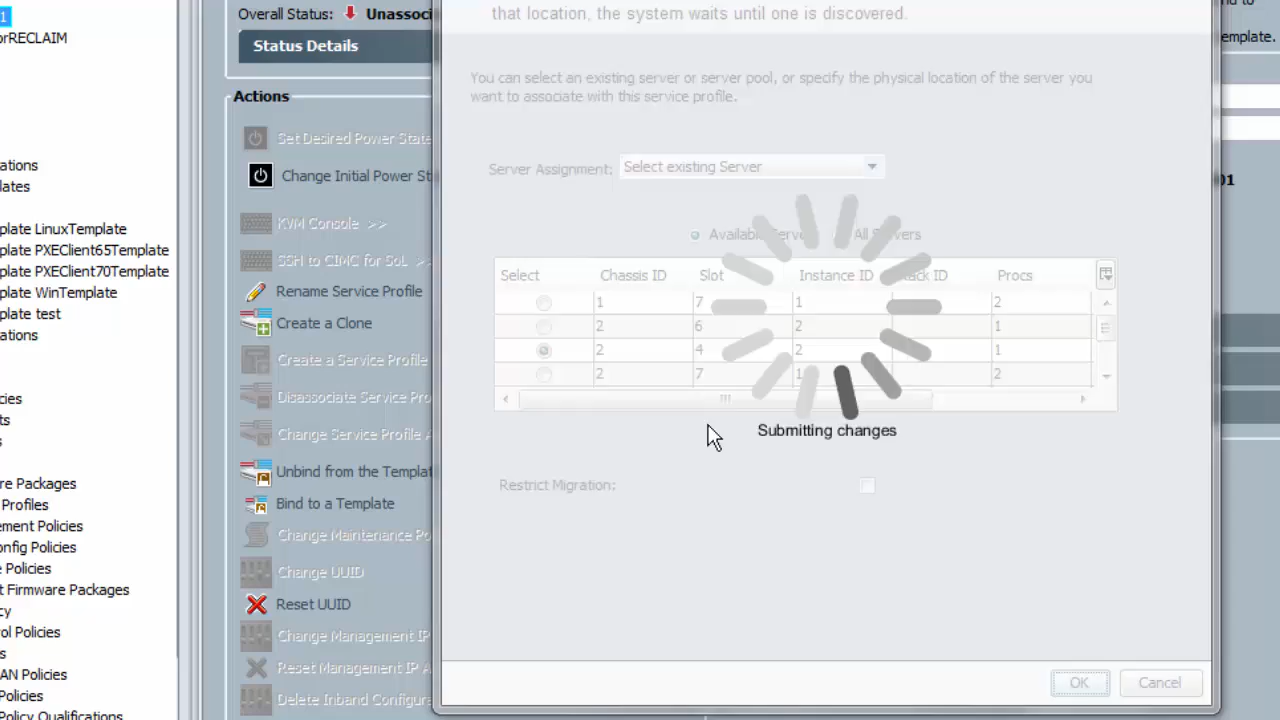 1
orRECLAIM
ations
lates
plate LinuxTemplate
plate PXEClient65Template
plate PXEClient70Template
plate WinTemplate
plate test
ations
cies
ts
s
re Packages
Profiles
ement Policies
onfig Policies
e Policies
t Firmware Packages
cy
ol Policies
s
AN Policies
Policies
Policy Qualifications
Overall Status: Unassoci
Status Details
Actions
Set Desired Power State
Change Initial Power St
KVM Console >>
SSH to CIMC for SoL >
Rename Service Profile
Create a Clone
Create a Service Profile
Disassociate Service Pro
Change Service Profile A
Unbind from the Templat
Bind to a Template
Change Maintenance Po
Change UUID
Reset UUID
Change Management IP
Reset Management IP A
Delete Inband Configura
that location, the system waits until one is discovered.
You can select an existing server or server pool, or specify the physical location of the server you
want to associate with this service profile.
Server Assignment: Select existing Server
Available Serve All Servers
Select Chassis ID Slot Instance ID Rack ID Procs
1 7 1 2
2 6 2 1
2 4 2 1
2 7 1 2
Submitting changes
Restrict Migration:
OK Cancel
nd to
emplate.
01